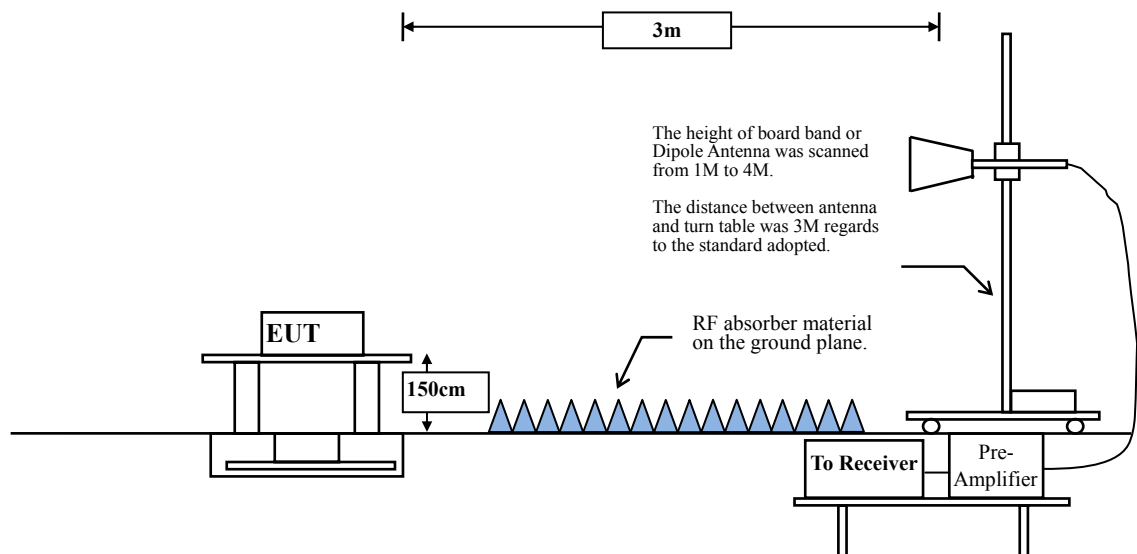 3m
The height of board band or
Dipole Antenna was scanned
from 1M to 4M.
The distance between antenna
and turn table was 3M regards
to the standard adopted.
EUT
RF absorber material
on the ground plane.
150cm
To Receiver
Pre-
Amplifier